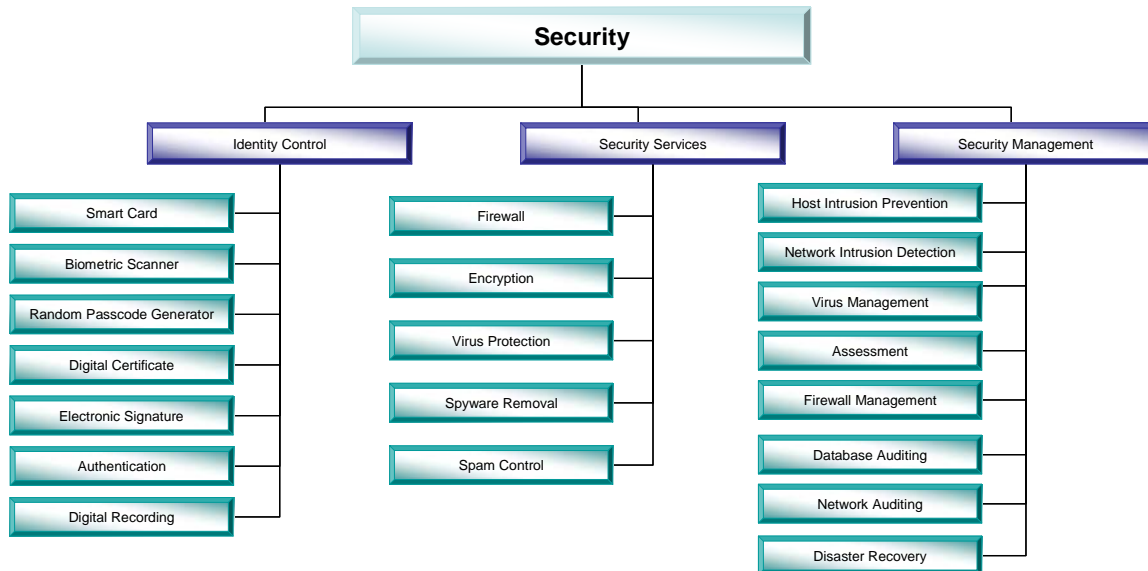 Security
Identity Control
Security Services
Security Management
Smart Card
Biometric Scanner
Random Passcode Generator
Digital Certificate
Electronic Signature
Authentication
Digital Recording
Firewall
Encryption
Virus Protection
Spyware Removal
Spam Control
Host Intrusion Prevention
Network Intrusion Detection
Virus Management
Assessment
Firewall Management
Database Auditing
Network Auditing
Disaster Recovery